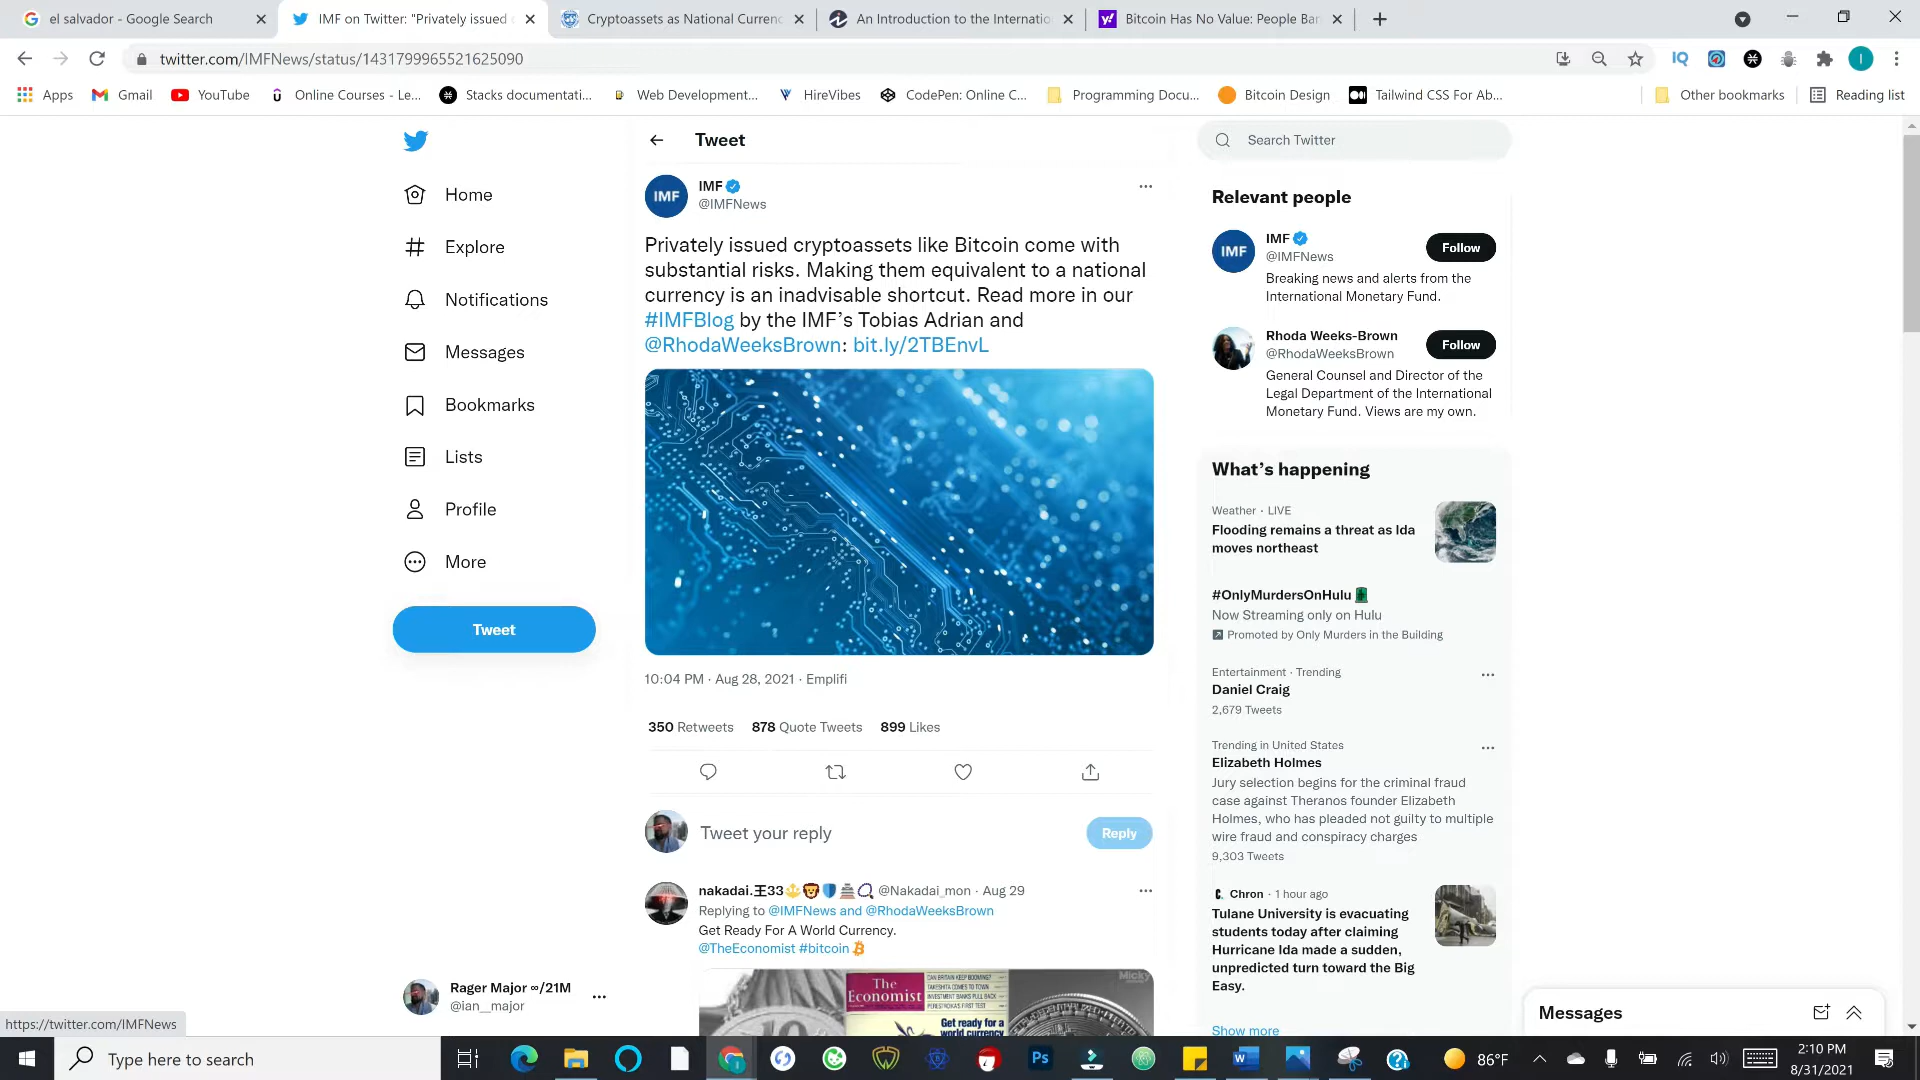 el salvador - Google Search
IMF on Twitter: "Privately issued
Cryptoassets as National Currenc
An Introduction to the Internatio
Bitcoin Has No Value: People Ban
twitter.com/IMFNews/status/1431799965521625090
IQ
I
Apps
Gmail
YouTube
Online Courses - Le...
Stacks documentati...
Web Development...
HireVibes
CodePen: Online C...
Programming Docu...
Bitcoin Design
Tailwind CSS For Ab...
Other bookmarks
Reading list
Home
Explore
Notifications
Messages
Bookmarks
Lists
Profile
More
Tweet
Rager Major ∞/21M
@ian__major
https://twitter.com/IMFNews
Tweet
IMF
IMF
@IMFNews
Privately issued cryptoassets like Bitcoin come with
substantial risks. Making them equivalent to a national
currency is an inadvisable shortcut. Read more in our
#IMFBlog by the IMF’s Tobias Adrian and
@RhodaWeeksBrown: bit.ly/2TBEnvL
10:04 PM · Aug 28, 2021 · Emplifi
350 Retweets 878 Quote Tweets 899 Likes
Tweet your reply
Reply
nakadai.王33 @Nakadai_mon · Aug 29
Replying to @IMFNews and @RhodaWeeksBrown
Get Ready For A World Currency.
@TheEconomist #bitcoin
The
Economist
CAN BRITAIN KEEP BOOMING?
TAKESHITA COMES TO TOWN
INVESTMENT BANKS PULL BACK
PERESTROIKA'S FIRST TEST
Get ready for a
world currency
Micky
Search Twitter
Relevant people
IMF
IMF
@IMFNews
Follow
Breaking news and alerts from the
International Monetary Fund.
Rhoda Weeks-Brown
@RhodaWeeksBrown
Follow
General Counsel and Director of the
Legal Department of the International
Monetary Fund. Views are my own.
What’s happening
Weather · LIVE
Flooding remains a threat as Ida
moves northeast
#OnlyMurdersOnHulu
Now Streaming only on Hulu
Promoted by Only Murders in the Building
Entertainment · Trending
Daniel Craig
2,679 Tweets
Trending in United States
Elizabeth Holmes
Jury selection begins for the criminal fraud
case against Theranos founder Elizabeth
Holmes, who has pleaded not guilty to multiple
wire fraud and conspiracy charges
9,303 Tweets
Chron · 1 hour ago
Tulane University is evacuating
students today after claiming
Hurricane Ida made a sudden,
unpredicted turn toward the Big
Easy.
Show more
Messages
Type here to search
Ps
W
86°F
2:10 PM
8/31/2021